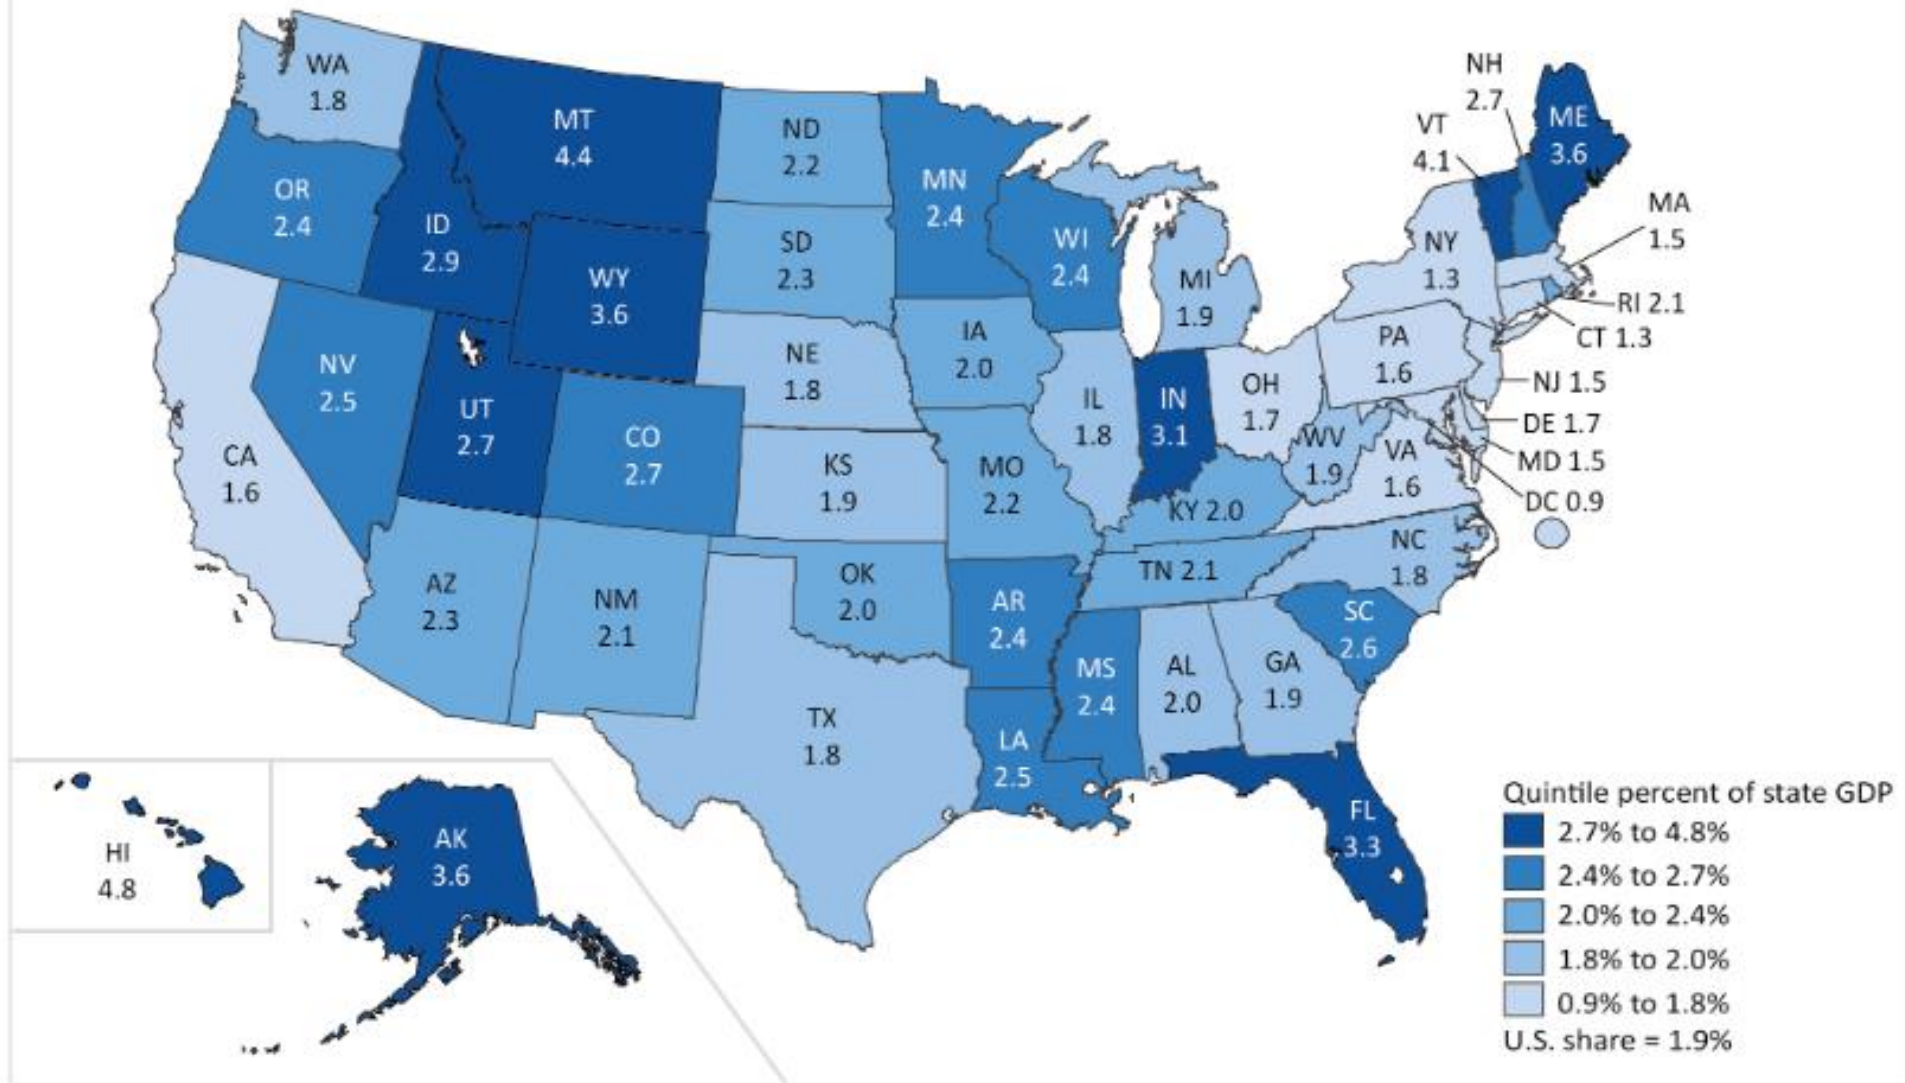 WA
1.8
MT
4.4
ND
2.2
MN
2.4
OR
2.4
ID
2.9
WY
3.6
SD
2.3
WI
2.4
MI
1.9
NH
2.7
VT
4.1
ME
3.6
MA
1.5
NY
1.3
RI 2.1
CT 1.3
PA
1.6
NJ 1.5
DE 1.7
MD 1.5
DC 0.9
NV
2.5
UT
2.7
CO
2.7
NE
1.8
IA
2.0
IL
1.8
IN
3.1
OH
1.7
WV
1.9
VA
1.6
CA
1.6
KS
1.9
MO
2.2
KY 2.0
NC
1.8
AZ
2.3
NM
2.1
OK
2.0
AR
2.4
TN 2.1
SC
2.6
MS
2.4
AL
2.0
GA
1.9
TX
1.8
LA
2.5
FL
3.3
HI
4.8
AK
3.6
Quintile percent of state GDP
2.7% to 4.8%
2.4% to 2.7%
2.0% to 2.4%
1.8% to 2.0%
0.9% to 1.8%
U.S. share = 1.9%